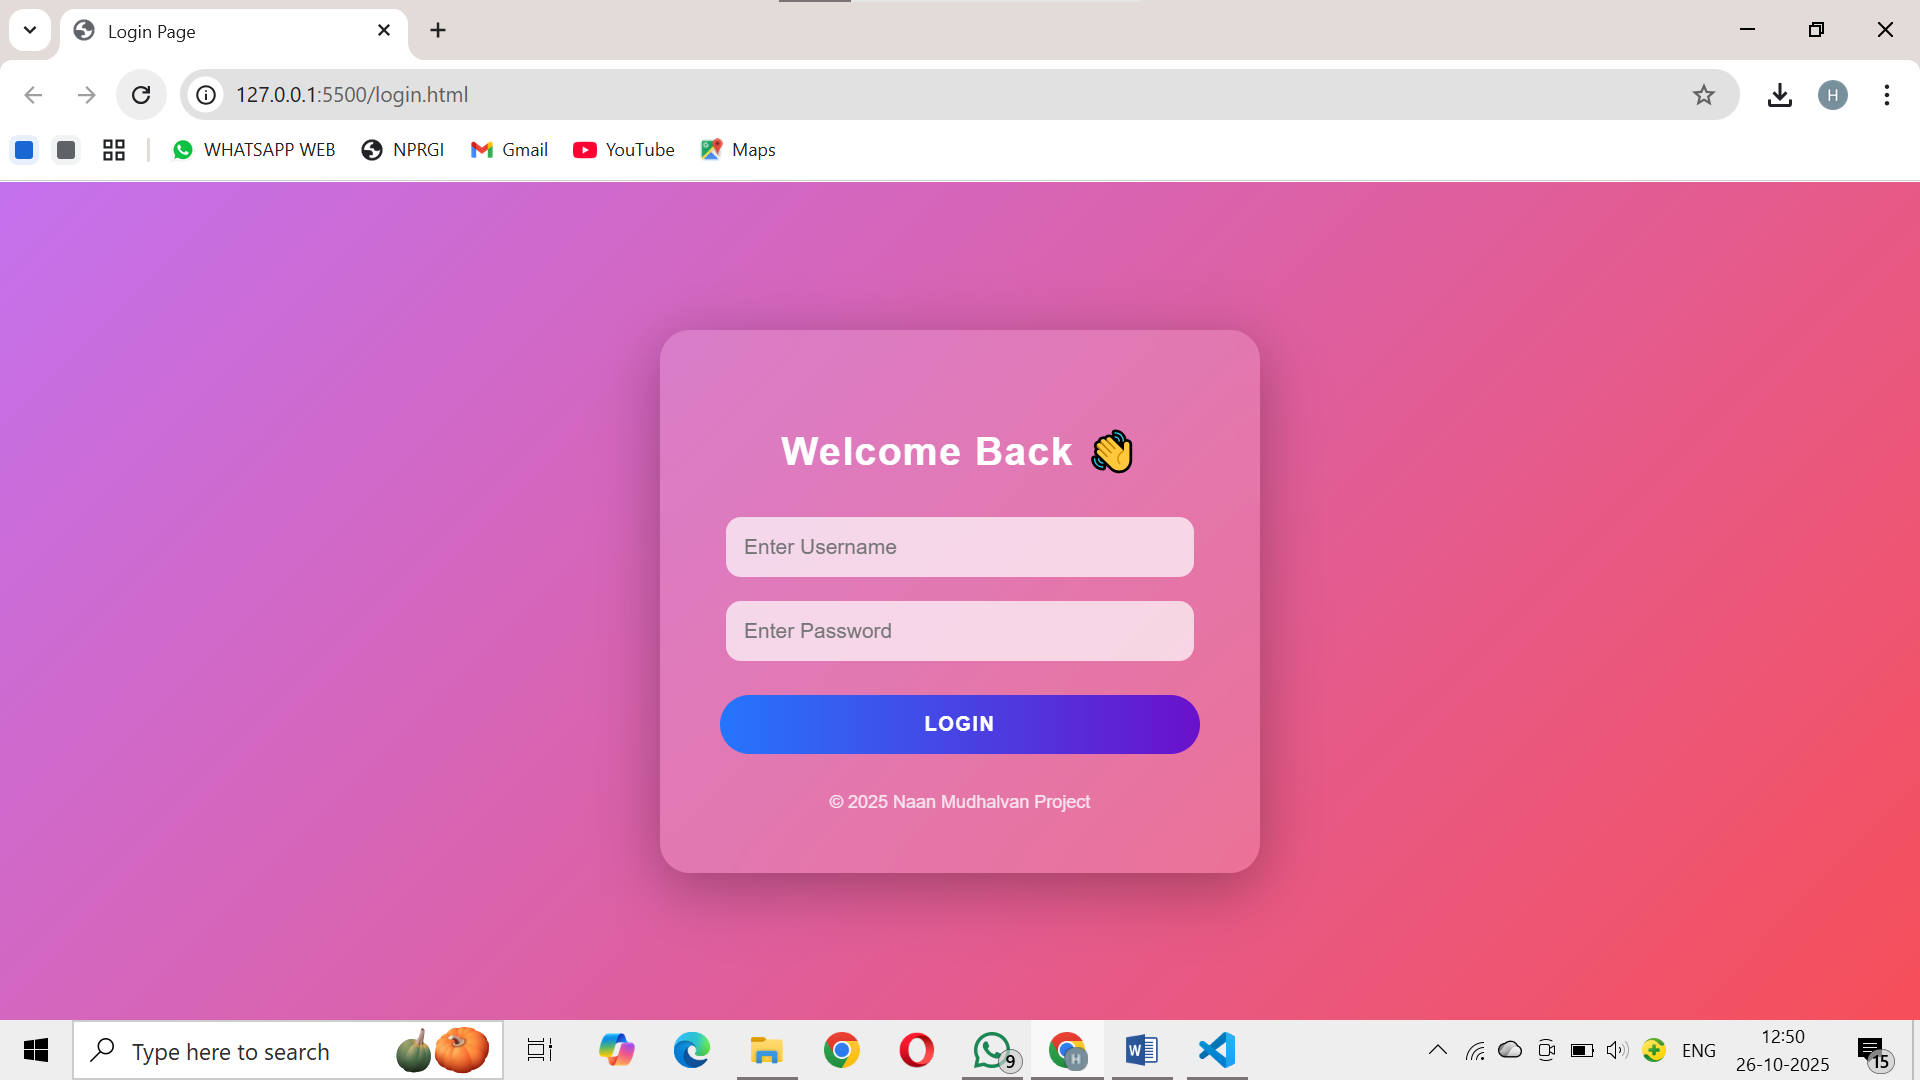 Login Page
127.0.0.1:5500/login.html
H
WHATSAPP WEB
NPRGI
Gmail
YouTube
Maps
Welcome Back 👋
Enter Username
Enter Password
LOGIN
© 2025 Naan Mudhalvan Project
Type here to search
9
H
W
ENG
12:50
26-10-2025
15